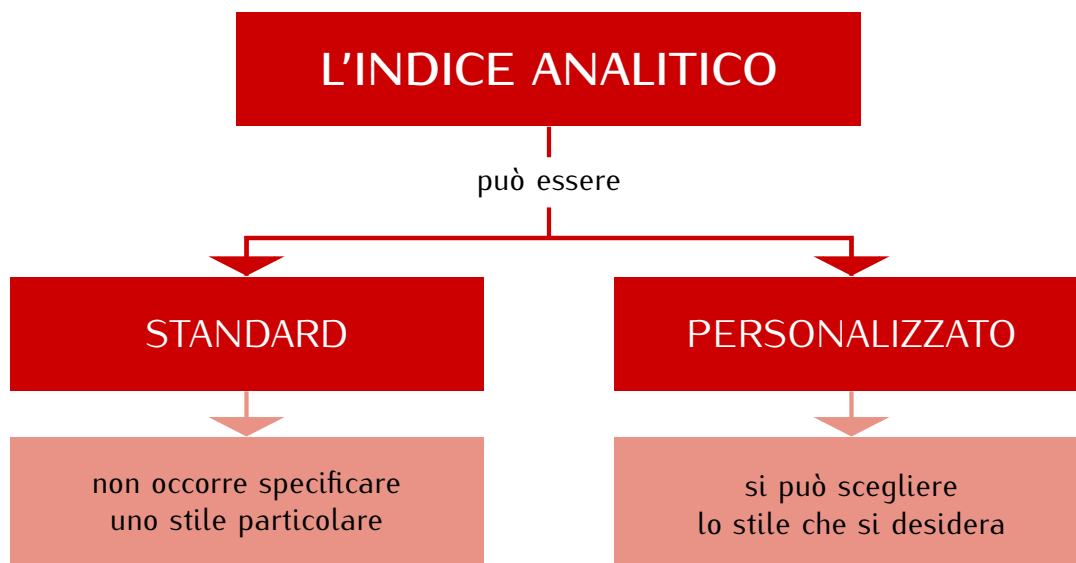 L’INDICE ANALITICO
può essere
STANDARD
PERSONALIZZATO
non occorre specificare
uno stile particolare
si può scegliere
lo stile che si desidera